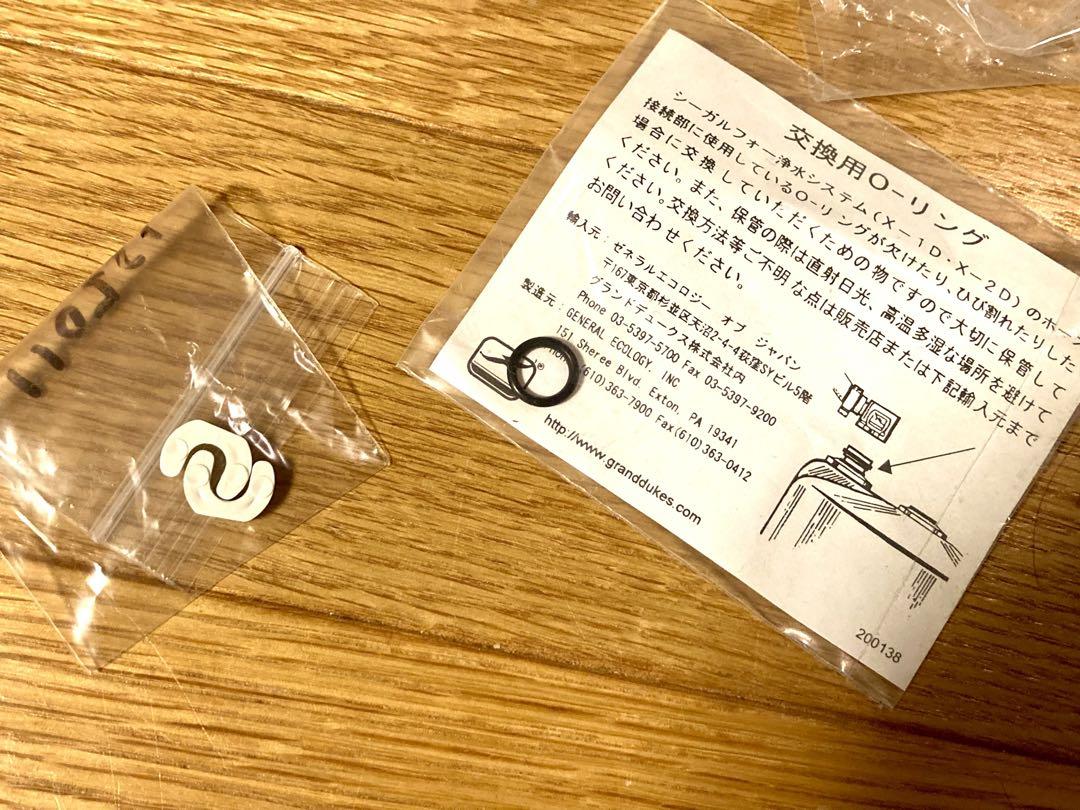 交換用O-リング
シーガルフォー浄水システム(X-1D、X-2D)のホース
接続部に使用しているO-リングが欠けたり、ひび割れたりした
場合に交換していただくための物ですので大切に保管して
ください。また、保管の際は直射日光、高温多湿な場所を避けて
ください。交換方法等ご不明な点は販売店または下記輸入元まで
お問い合わせください。
輸入元:ゼネラルエコロジー オブ ジャパン
〒167東京都杉並区天沼2-4-4荻窪SYビル5階
グランドデュークス株式会社内
Phone 03-5397-5700 Fax 03-5397-9200
製造元:GENERAL ECOLOGY, INC
151 Sheree Blvd. Exton, PA 19341
(610)363-7900 Fax(610)363-0412
http://www.granddukes.com
200138